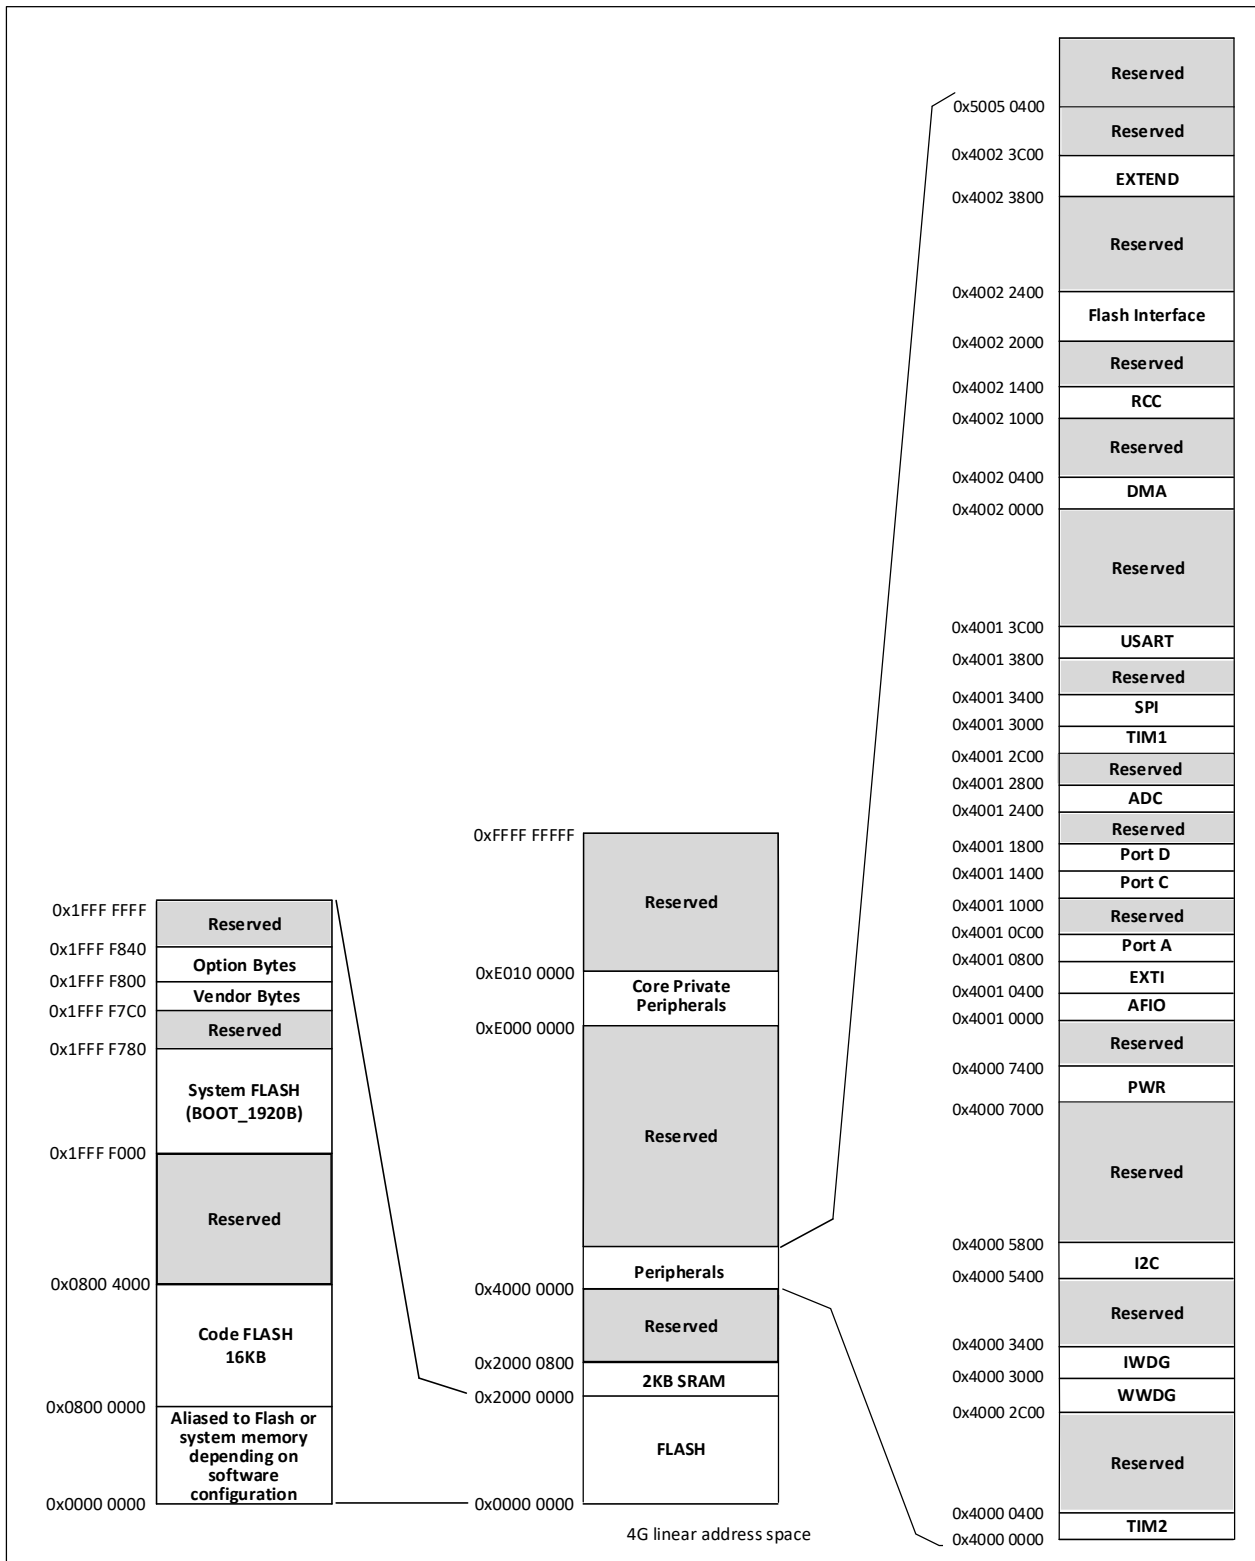 Reserved
0x5005 0400
Reserved
0x4002 3C00
EXTEND
0x4002 3800
Reserved
0x4002 2400
Flash Interface
0x4002 2000
Reserved
0x4002 1400
RCC
0x4002 1000
Reserved
0x4002 0400
DMA
0x4002 0000
Reserved
0x4001 3C00
USART
0x4001 3800
Reserved
0x4001 3400
SPI
0x4001 3000
TIM1
0x4001 2C00
Reserved
0x4001 2800
ADC
0x4001 2400
Reserved
0x4001 1800
Port D
0x4001 1400
Port C
0x4001 1000
Reserved
0x4001 0C00
Port A
0x4001 0800
EXTI
0x4001 0400
AFIO
0x4001 0000
Reserved
0x4000 7400
PWR
0x4000 7000
Reserved
0x4000 5800
I2C
0x4000 5400
Reserved
0x4000 3400
IWDG
0x4000 3000
WWDG
0x4000 2C00
Reserved
0x4000 0400
TIM2
0x4000 0000
0xFFFF FFFFF
Reserved
0xE010 0000
Core Private
Peripherals
0xE000 0000
Reserved
Peripherals
0x4000 0000
Reserved
0x2000 0800
2KB SRAM
0x2000 0000
FLASH
0x0000 0000
4G linear address space
0x1FFF FFFF
Reserved
0x1FFF F840
Option Bytes
0x1FFF F800
Vendor Bytes
0x1FFF F7C0
Reserved
0x1FFF F780
System FLASH
(BOOT_1920B)
0x1FFF F000
Reserved
0x0800 4000
Code FLASH
16KB
0x0800 0000
Aliased to Flash or
system memory
depending on
software
configuration
0x0000 0000